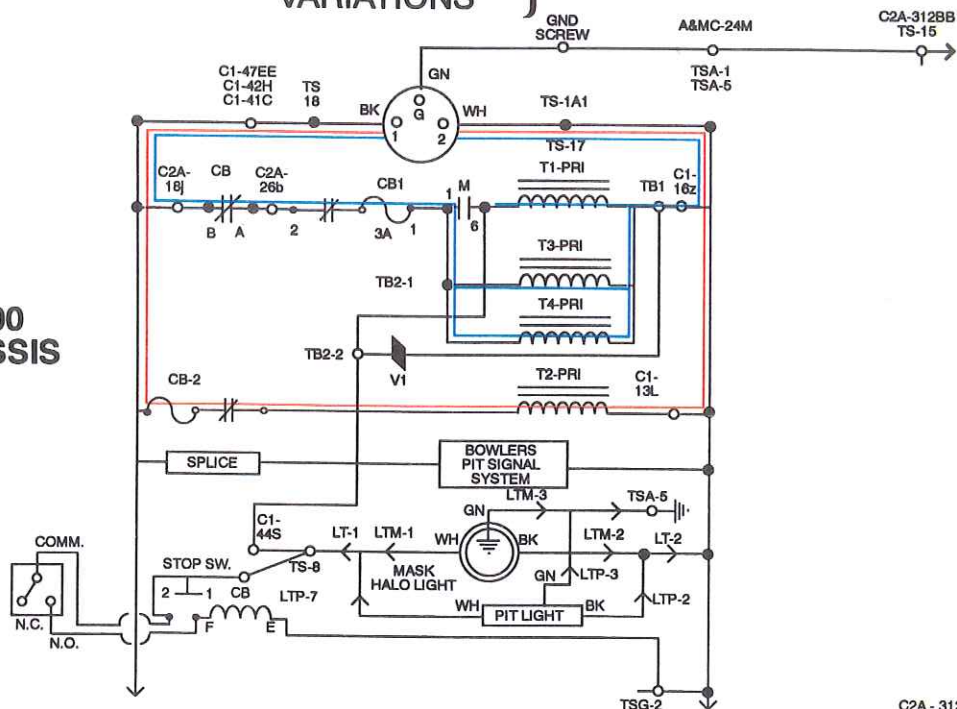 VARIATIONS
GND
SCREW
A&MC-24M
C2A-312BB
TS-15
TSA-1
TSA-5
C1-47EE
C1-42H
C1-41C
TS
18
BK
GN
G
1
2
WH
TS-1A1
TS-17
C2A-
18j
CB
C2A-
26b
CB1
1
M
T1-PRI
TB1
C1-
16z
B
A
2
3A
1
6
T3-PRI
TB2-1
T4-PRI
TB2-2
V1
CB-2
T2-PRI
C1-
13L
SPLICE
BOWLERS
PIT SIGNAL
SYSTEM
LTM-3
TSA-5
GN
C1-
44S
LT-1
LTM-1
WH
BK
LTM-2
LT-2
COMM.
STOP SW.
TS-8
MASK
HALO LIGHT
GN
LTP-3
2
1
CB
LTP-7
WH
PIT LIGHT
BK
LTP-2
N.C.
N.O.
F
E
TSG-2